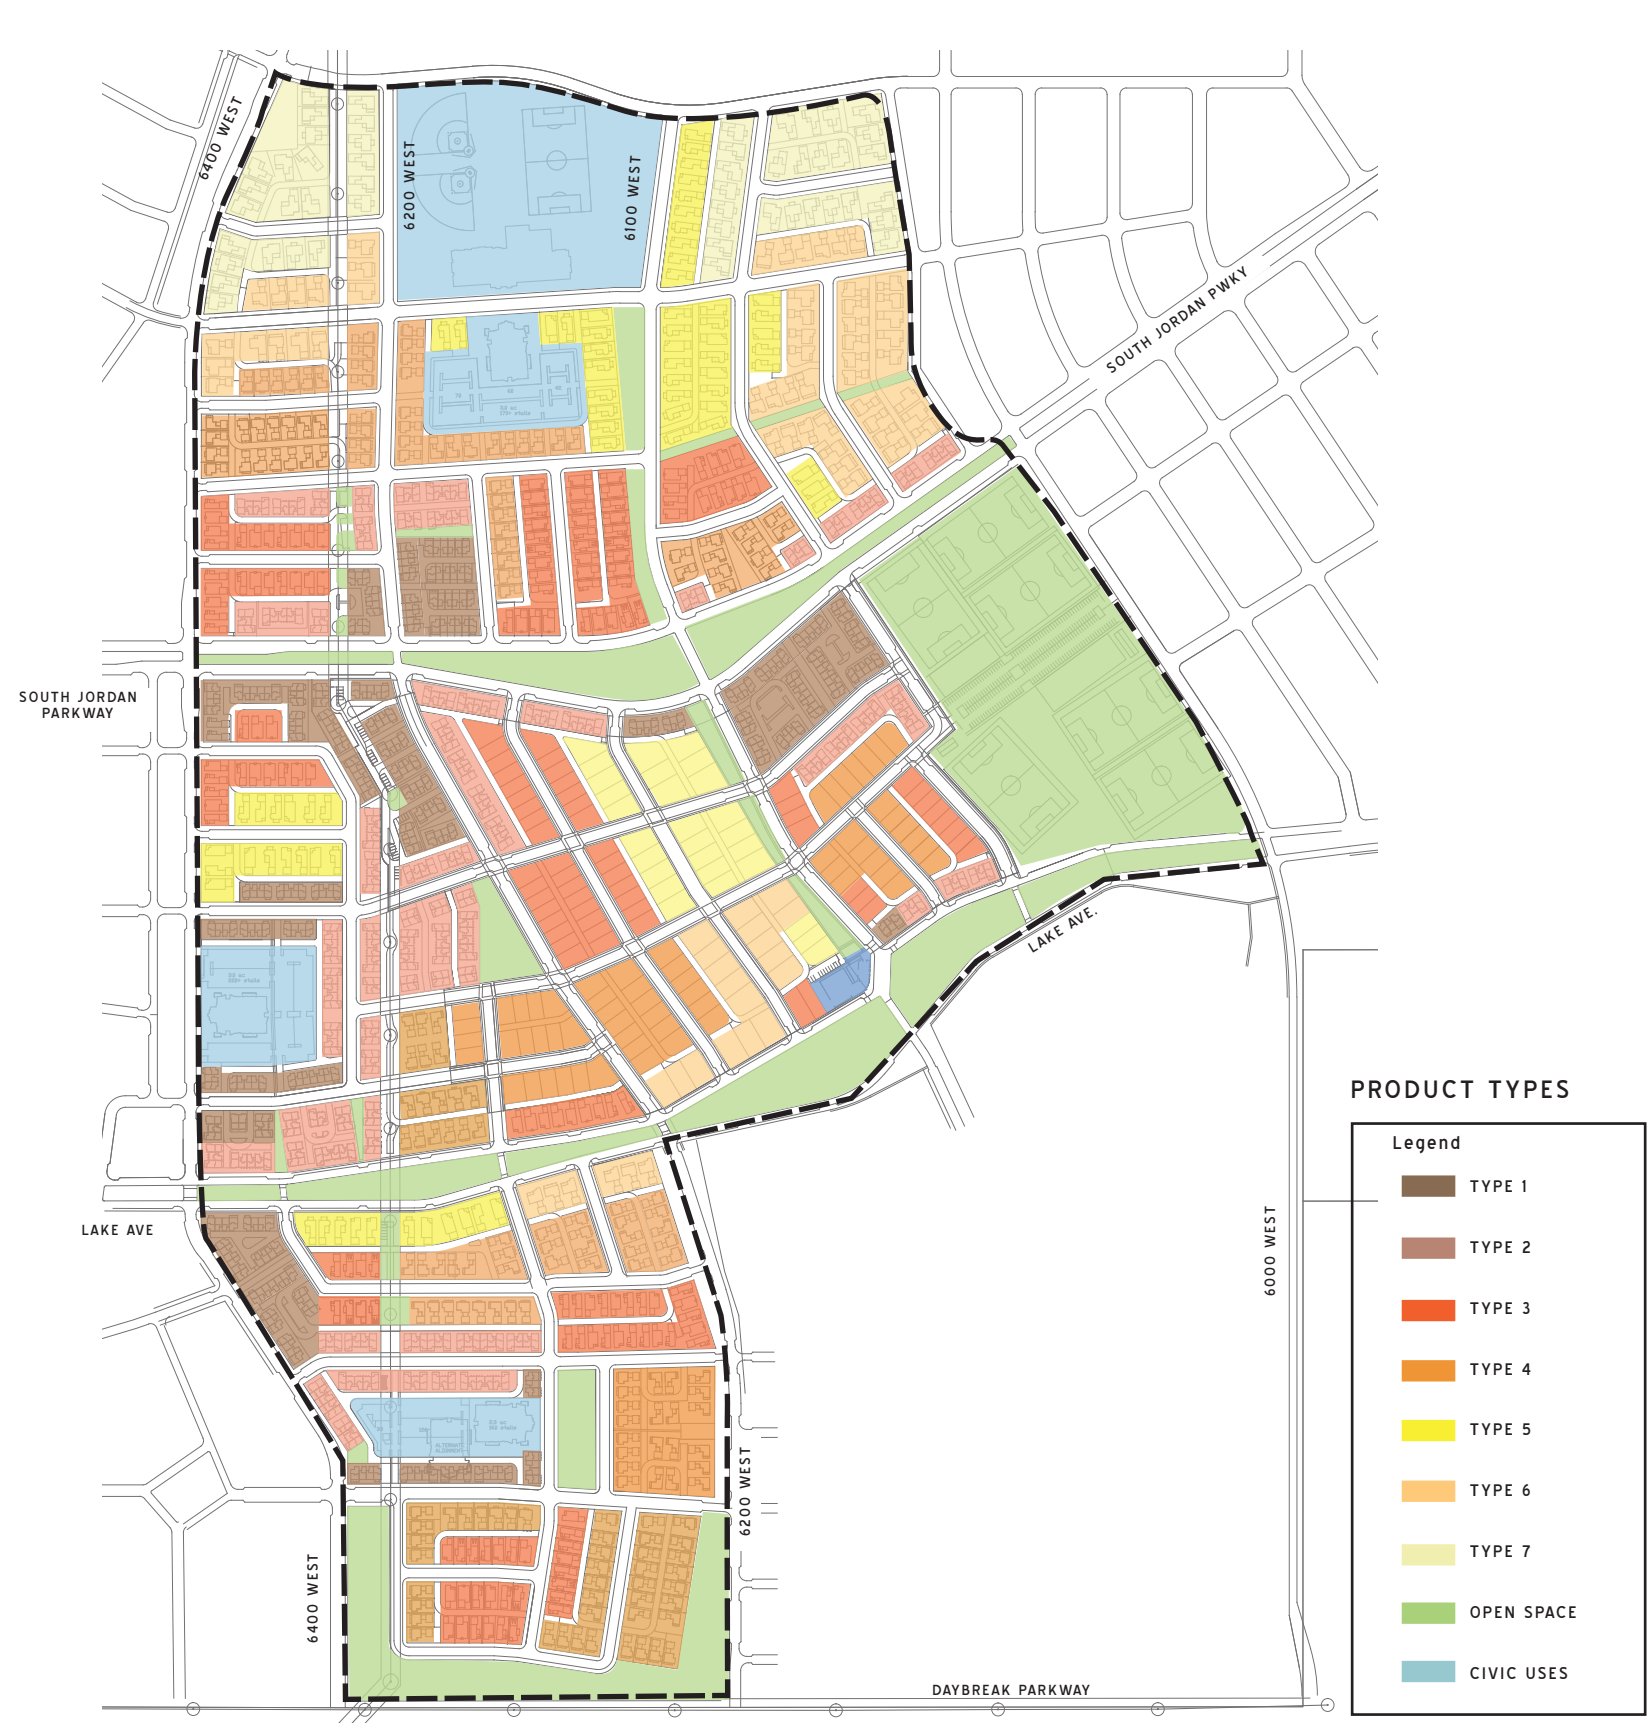 6400 WEST
6200 WEST
6100 WEST
SOUTH JORDAN PWKY
SOUTH JORDAN
PARKWAY
LAKE AVE.
LAKE AVE
6000 WEST
6200 WEST
6400 WEST
DAYBREAK PARKWAY
ALTERNATE
ALIGNMENT
PRODUCT TYPES
Legend
TYPE 1
TYPE 2
TYPE 3
TYPE 4
TYPE 5
TYPE 6
TYPE 7
OPEN SPACE
CIVIC USES